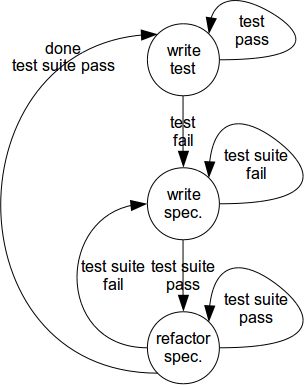 test
pass
done
test suite pass
write
test
test
fail
test suite
fail
write
spec.
test suite
fail
test suite
pass
test suite
pass
refactor
spec.